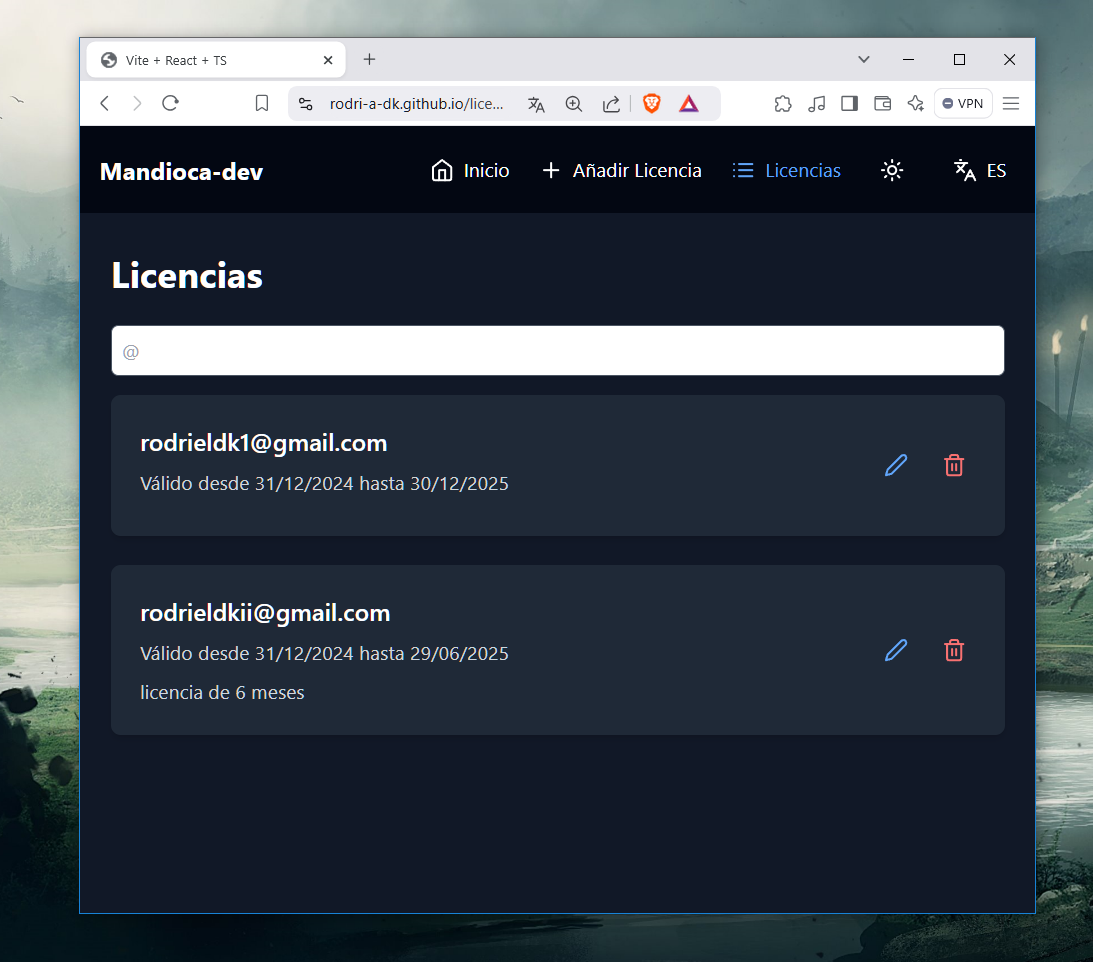 Vite + React + TS
rodri-a-dk.github.io/lice...
VPN
Mandioca-dev
Inicio
Añadir Licencia
Licencias
ES
Licencias
@
rodrieldk1@gmail.com
Válido desde 31/12/2024 hasta 30/12/2025
rodrieldkii@gmail.com
Válido desde 31/12/2024 hasta 29/06/2025
licencia de 6 meses